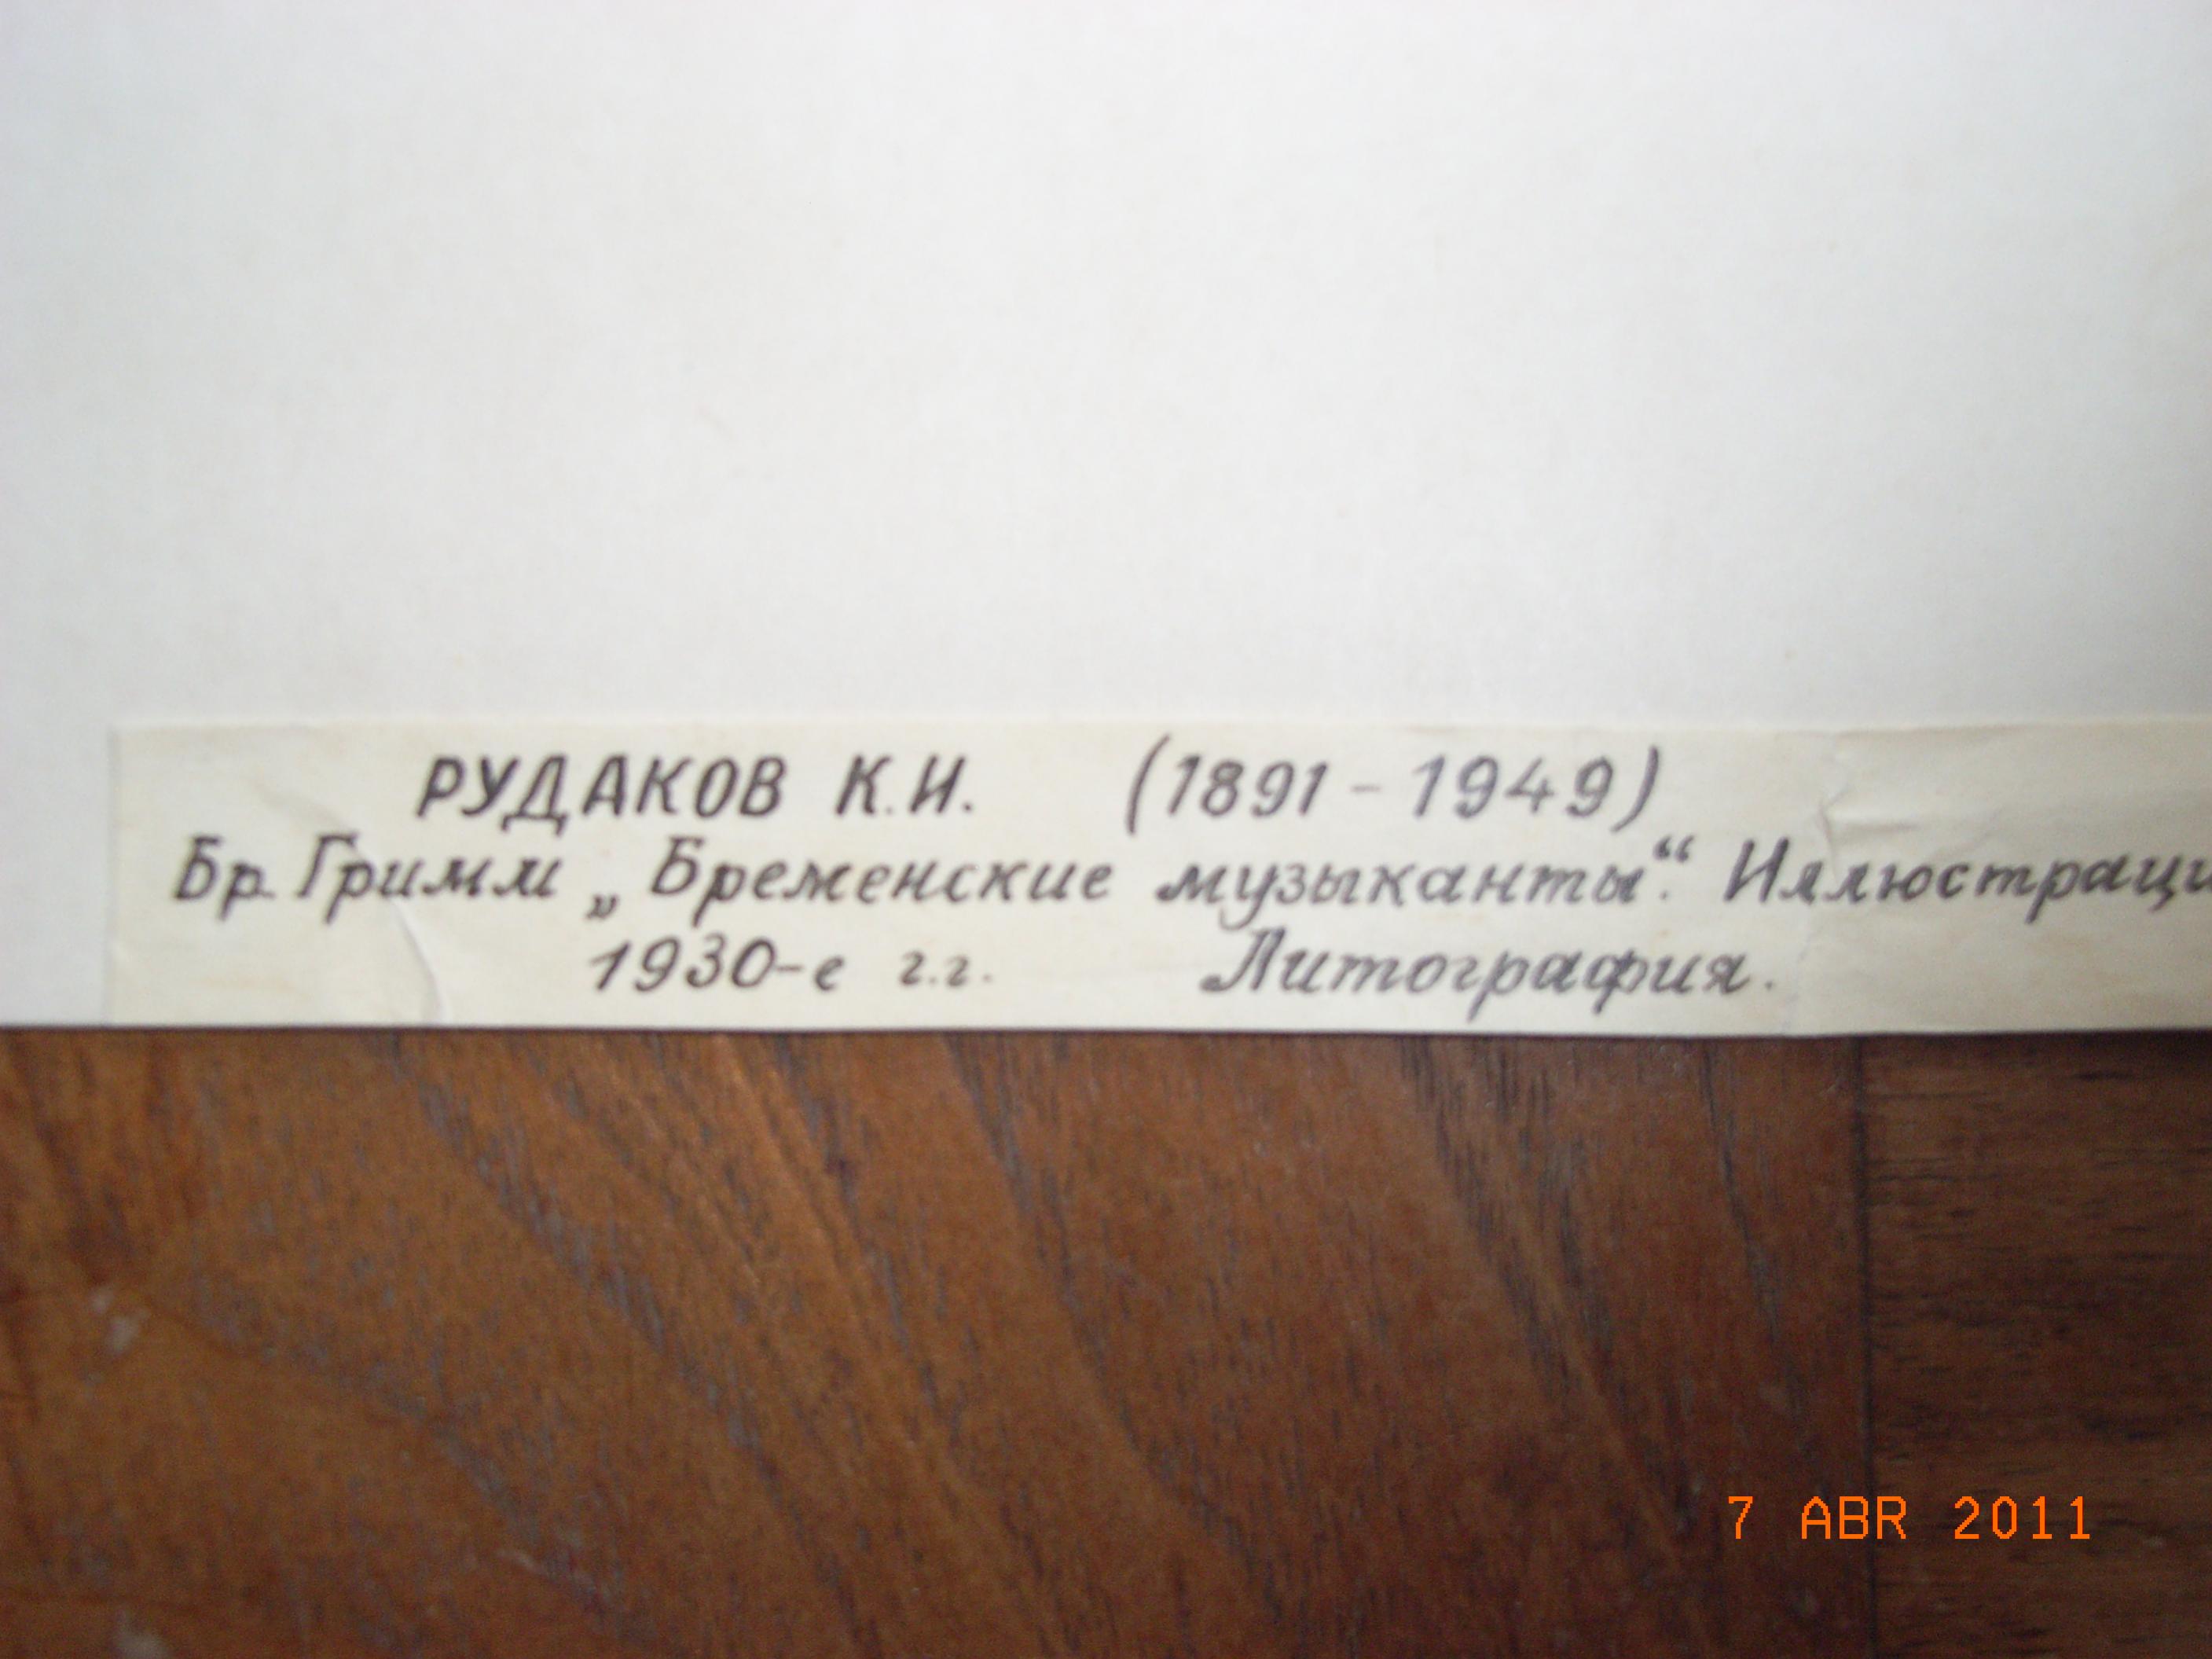 РУДАКОВ К.И. (1891-1949)
Бр. Гримм „Бременские музыканты“. Иллюстраци
1930-е г.г. Литография.
7 ABR 2011